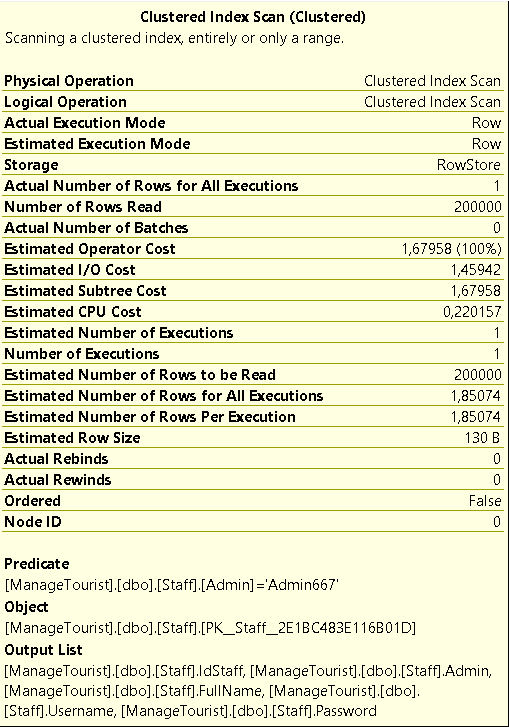 Clustered Index Scan (Clustered)
Scanning a clustered index, entirely or only a range.
Physical Operation Clustered Index Scan
Logical Operation Clustered Index Scan
Actual Execution Mode Row
Estimated Execution Mode Row
Storage RowStore
Actual Number of Rows for All Executions 1
Number of Rows Read 200000
Actual Number of Batches 0
Estimated Operator Cost 1,67958 (100%)
Estimated I/O Cost 1,45942
Estimated Subtree Cost 1,67958
Estimated CPU Cost 0,220157
Estimated Number of Executions 1
Number of Executions 1
Estimated Number of Rows to be Read 200000
Estimated Number of Rows for All Executions 1,85074
Estimated Number of Rows Per Execution 1,85074
Estimated Row Size 130 B
Actual Rebinds 0
Actual Rewinds 0
Ordered False
Node ID 0
Predicate
[ManageTourist].[dbo].[Staff].[Admin]='Admin667'
Object
[ManageTourist].[dbo].[Staff].[PK__Staff__2E1BC483E116B01D]
Output List
[ManageTourist].[dbo].[Staff].IdStaff, [ManageTourist].[dbo].[Staff].Admin,
[ManageTourist].[dbo].[Staff].FullName, [ManageTourist].[dbo].
[Staff].Username, [ManageTourist].[dbo].[Staff].Password